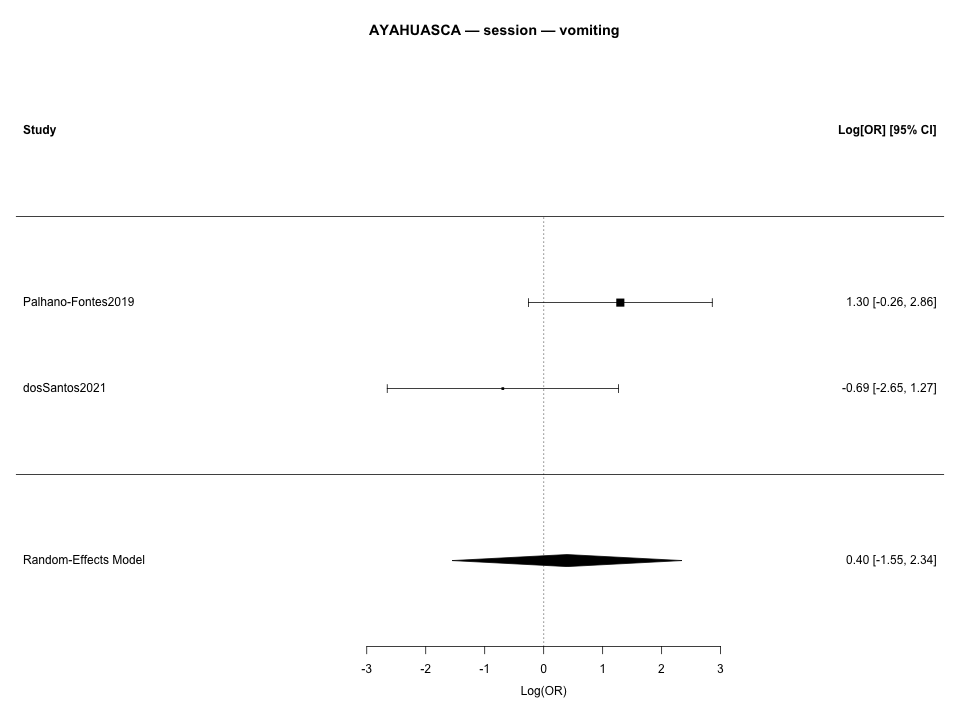 AYAHUASCA — session — vomiting
Study Log[OR] [95% CI]
Palhano-Fontes2019 1.30 [-0.26, 2.86]
dosSantos2021 -0.69 [-2.65, 1.27]
Random-Effects Model 0.40 [-1.55, 2.34]
-3 -2 -1 0 1 2 3
Log(OR)